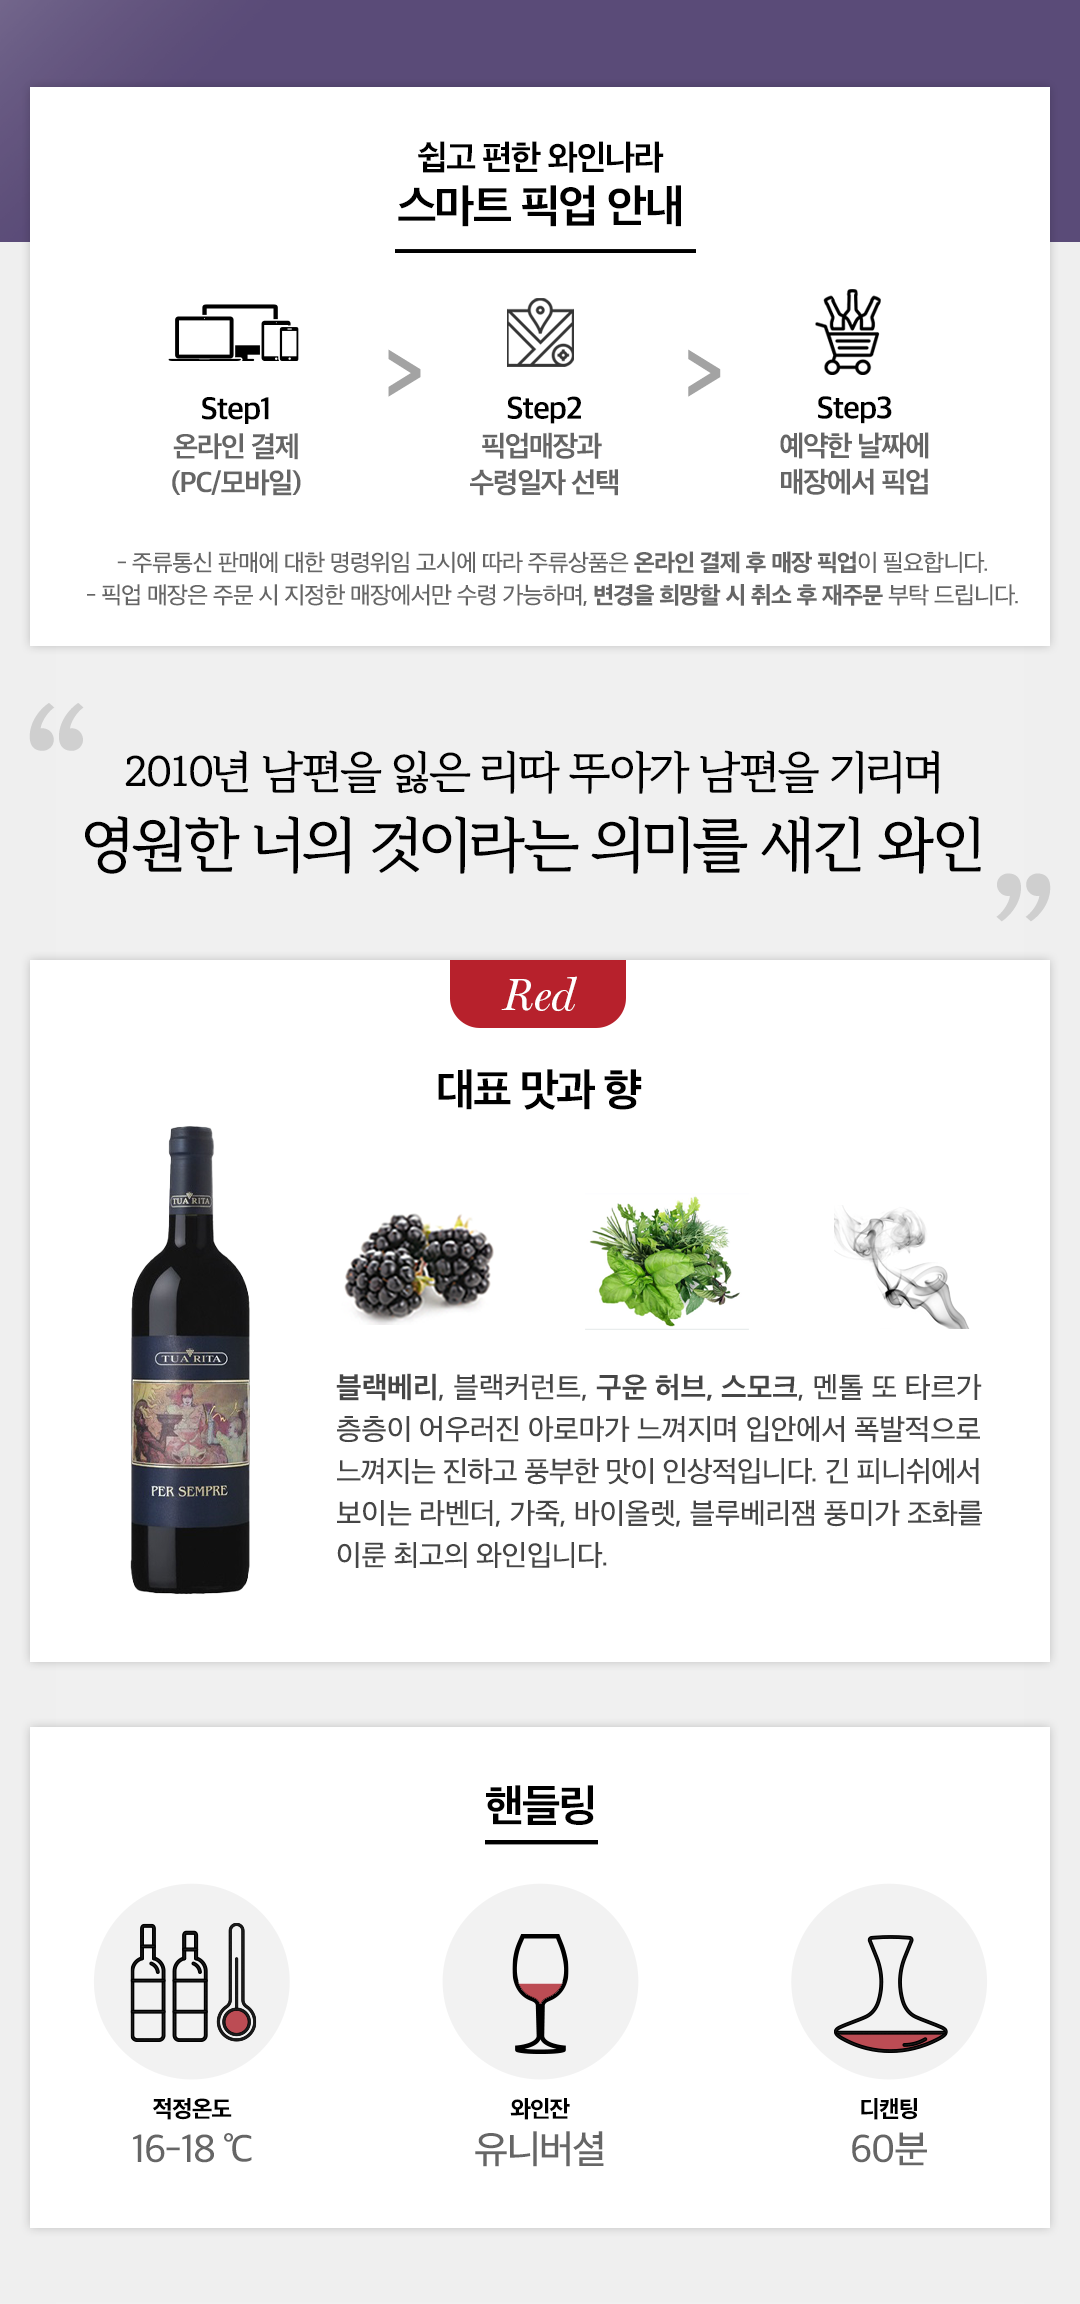 쉽고 편한 와인나라
스마트 픽업 안내
>
>
Step1
온라인 결제
(PC/모바일)
Step2
픽업매장과
수령일자 선택
Step3
예약한 날짜에
매장에서 픽업
- 주류통신 판매에 대한 명령위임 고시에 따라 주류상품은 온라인 결제 후 매장 픽업이 필요합니다.
- 픽업 매장은 주문 시 지정한 매장에서만 수령 가능하며, 변경을 희망할 시 취소 후 재주문 부탁 드립니다.
“
2010년 남편을 잃은 리따 뚜아가 남편을 기리며
영원한 너의 것이라는 의미를 새긴 와인
”
Red
대표 맛과 향
TUA RITA
TUA RITA
PER SEMPRE
블랙베리, 블랙커런트, 구운 허브, 스모크, 멘톨 또 타르가
층층이 어우러진 아로마가 느껴지며 입안에서 폭발적으로
느껴지는 진하고 풍부한 맛이 인상적입니다. 긴 피니쉬에서
보이는 라벤더, 가죽, 바이올렛, 블루베리잼 풍미가 조화를
이룬 최고의 와인입니다.
핸들링
적정온도
16-18 ℃
와인잔
유니버셜
디캔팅
60분